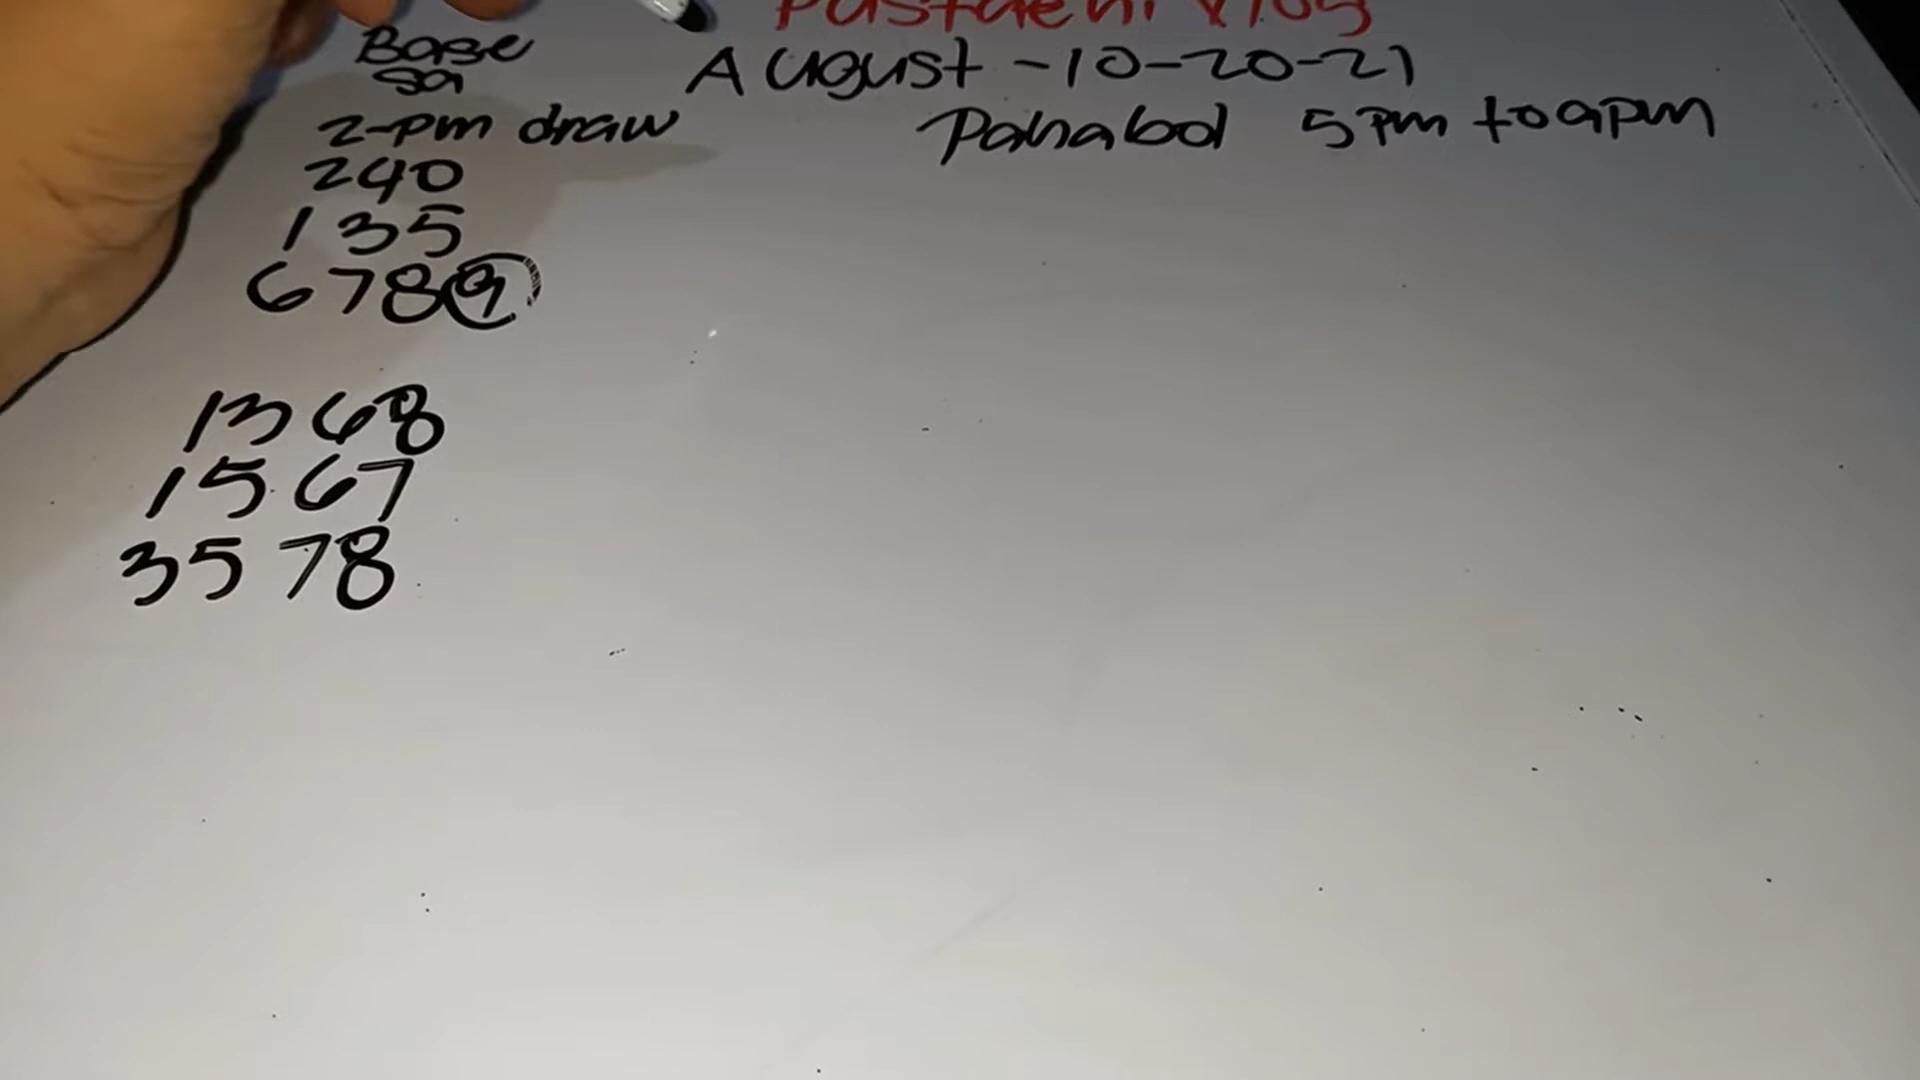 Vlog
Base
sa
August -10-20-21
2-pm draw
Pahabol 5pm to 9pm
240
135
6789
1368
1567
3578